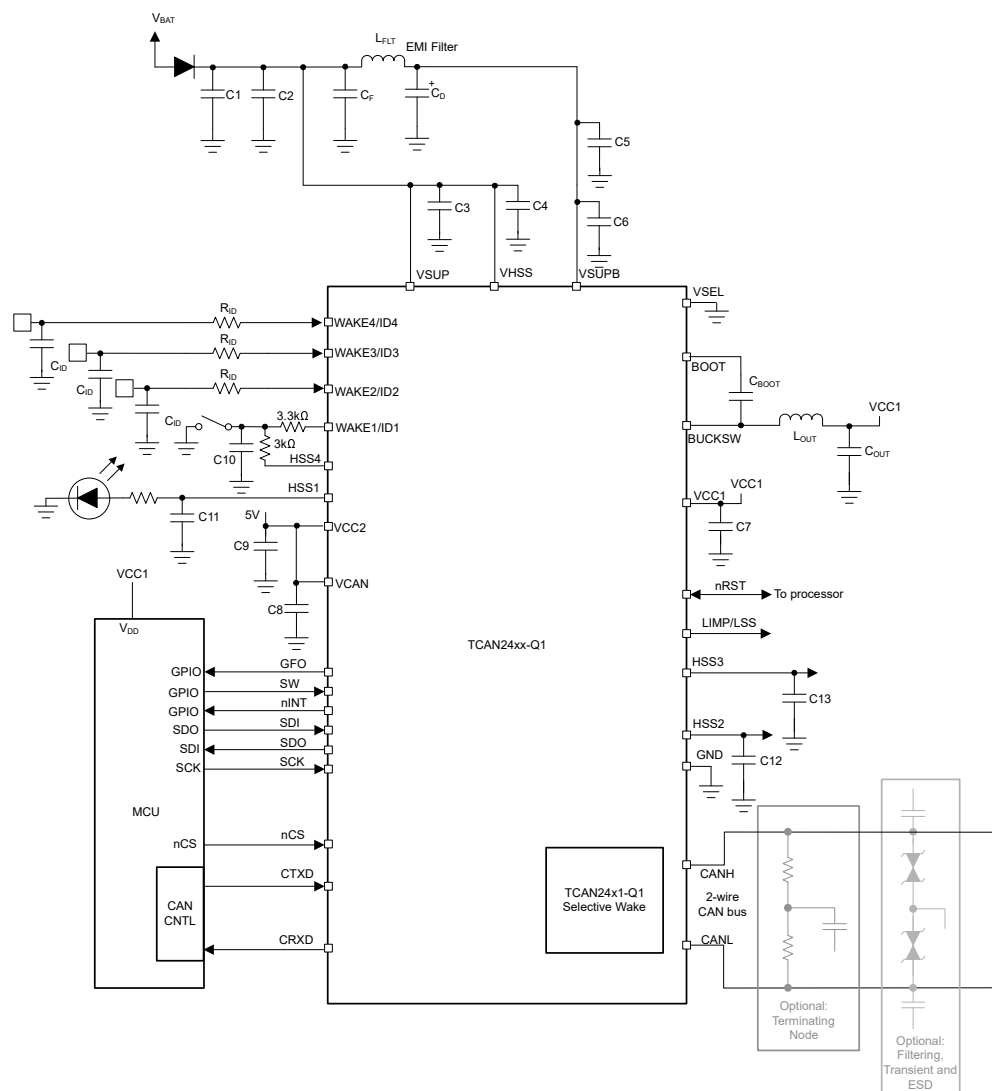 VBAT
LFLT
EMI Filter
C1
C2
CF
+
CD
C5
C3
C4
C6
VSUP
VHSS
VSUPB
VSEL
RID
WAKE4/ID4
CID
RID
WAKE3/ID3
CID
RID
WAKE2/ID2
CID
BOOT
CBOOT
3.3kΩ
WAKE1/ID1
3kΩ
C10
HSS4
BUCKSW
LOUT
VCC1
COUT
HSS1
C11
VCC1
VCC1
C7
5V
VCC2
C9
VCAN
C8
VCC1
VDD
nRST
To processor
LIMP/LSS
TCAN24xx-Q1
GPIO
GFO
GPIO
SW
GPIO
nINT
SDO
SDI
SDI
SDO
SCK
SCK
HSS3
C13
HSS2
C12
GND
MCU
nCS
nCS
CAN
CNTL
CTXD
CRXD
TCAN24x1-Q1
Selective Wake
CANH
2-wire
CAN bus
CANL
Optional:
Terminating
Node
Optional:
Filtering,
Transient and
ESD